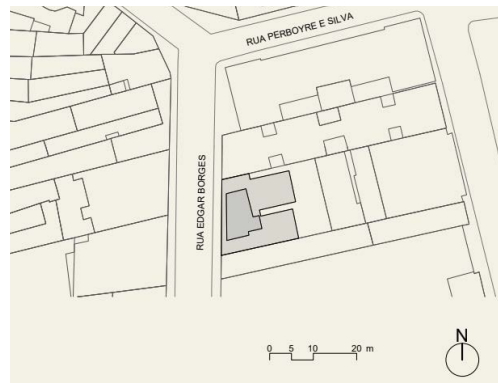 RUA PERBOYRE E SILVA
RUA EDGAR BORGES
0 5 10 20 m
N